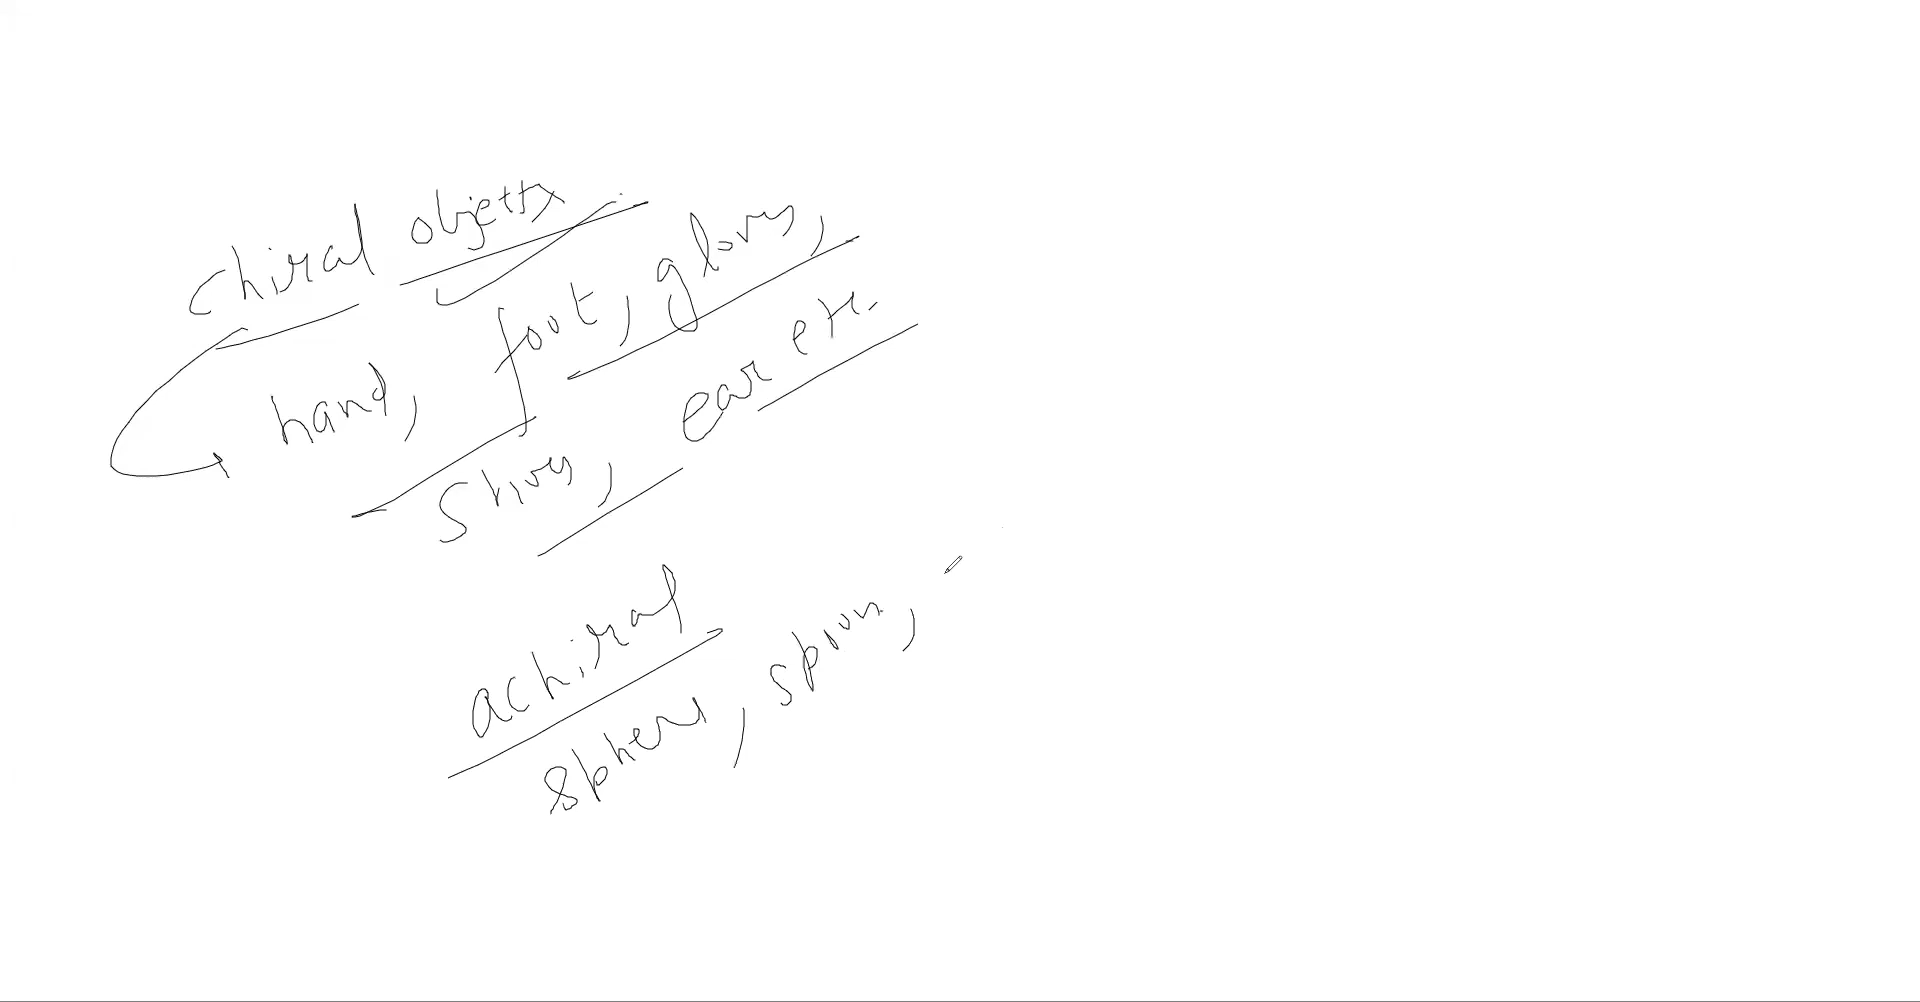 chiral objects
hand, foot, gloves,
shoes, ear etc.
achiral
sphere, spoon,